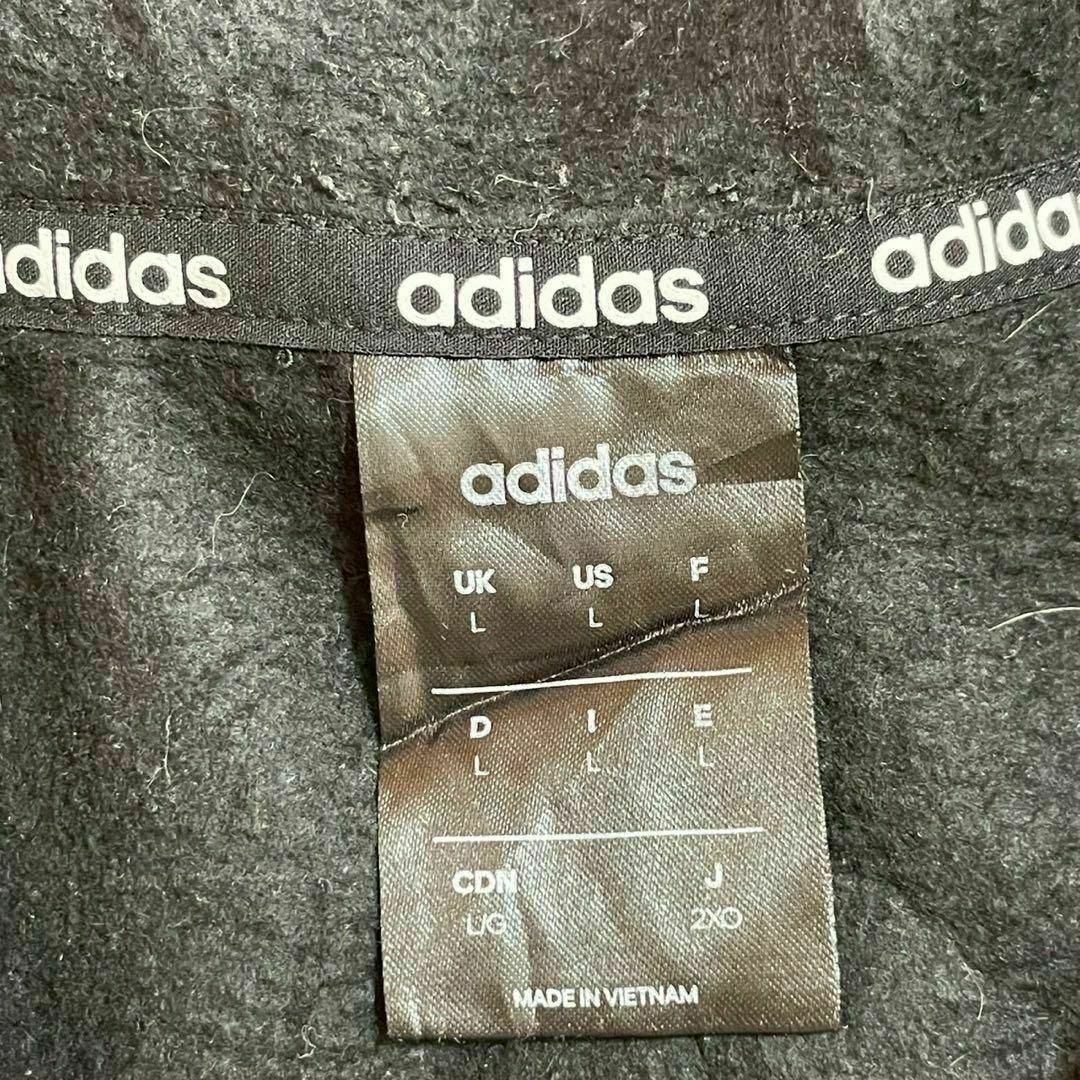 adidas adidas adidas
adidas
UK US F
L L L
D I E
L L L
CDN J
L/G 2XO
MADE IN VIETNAM